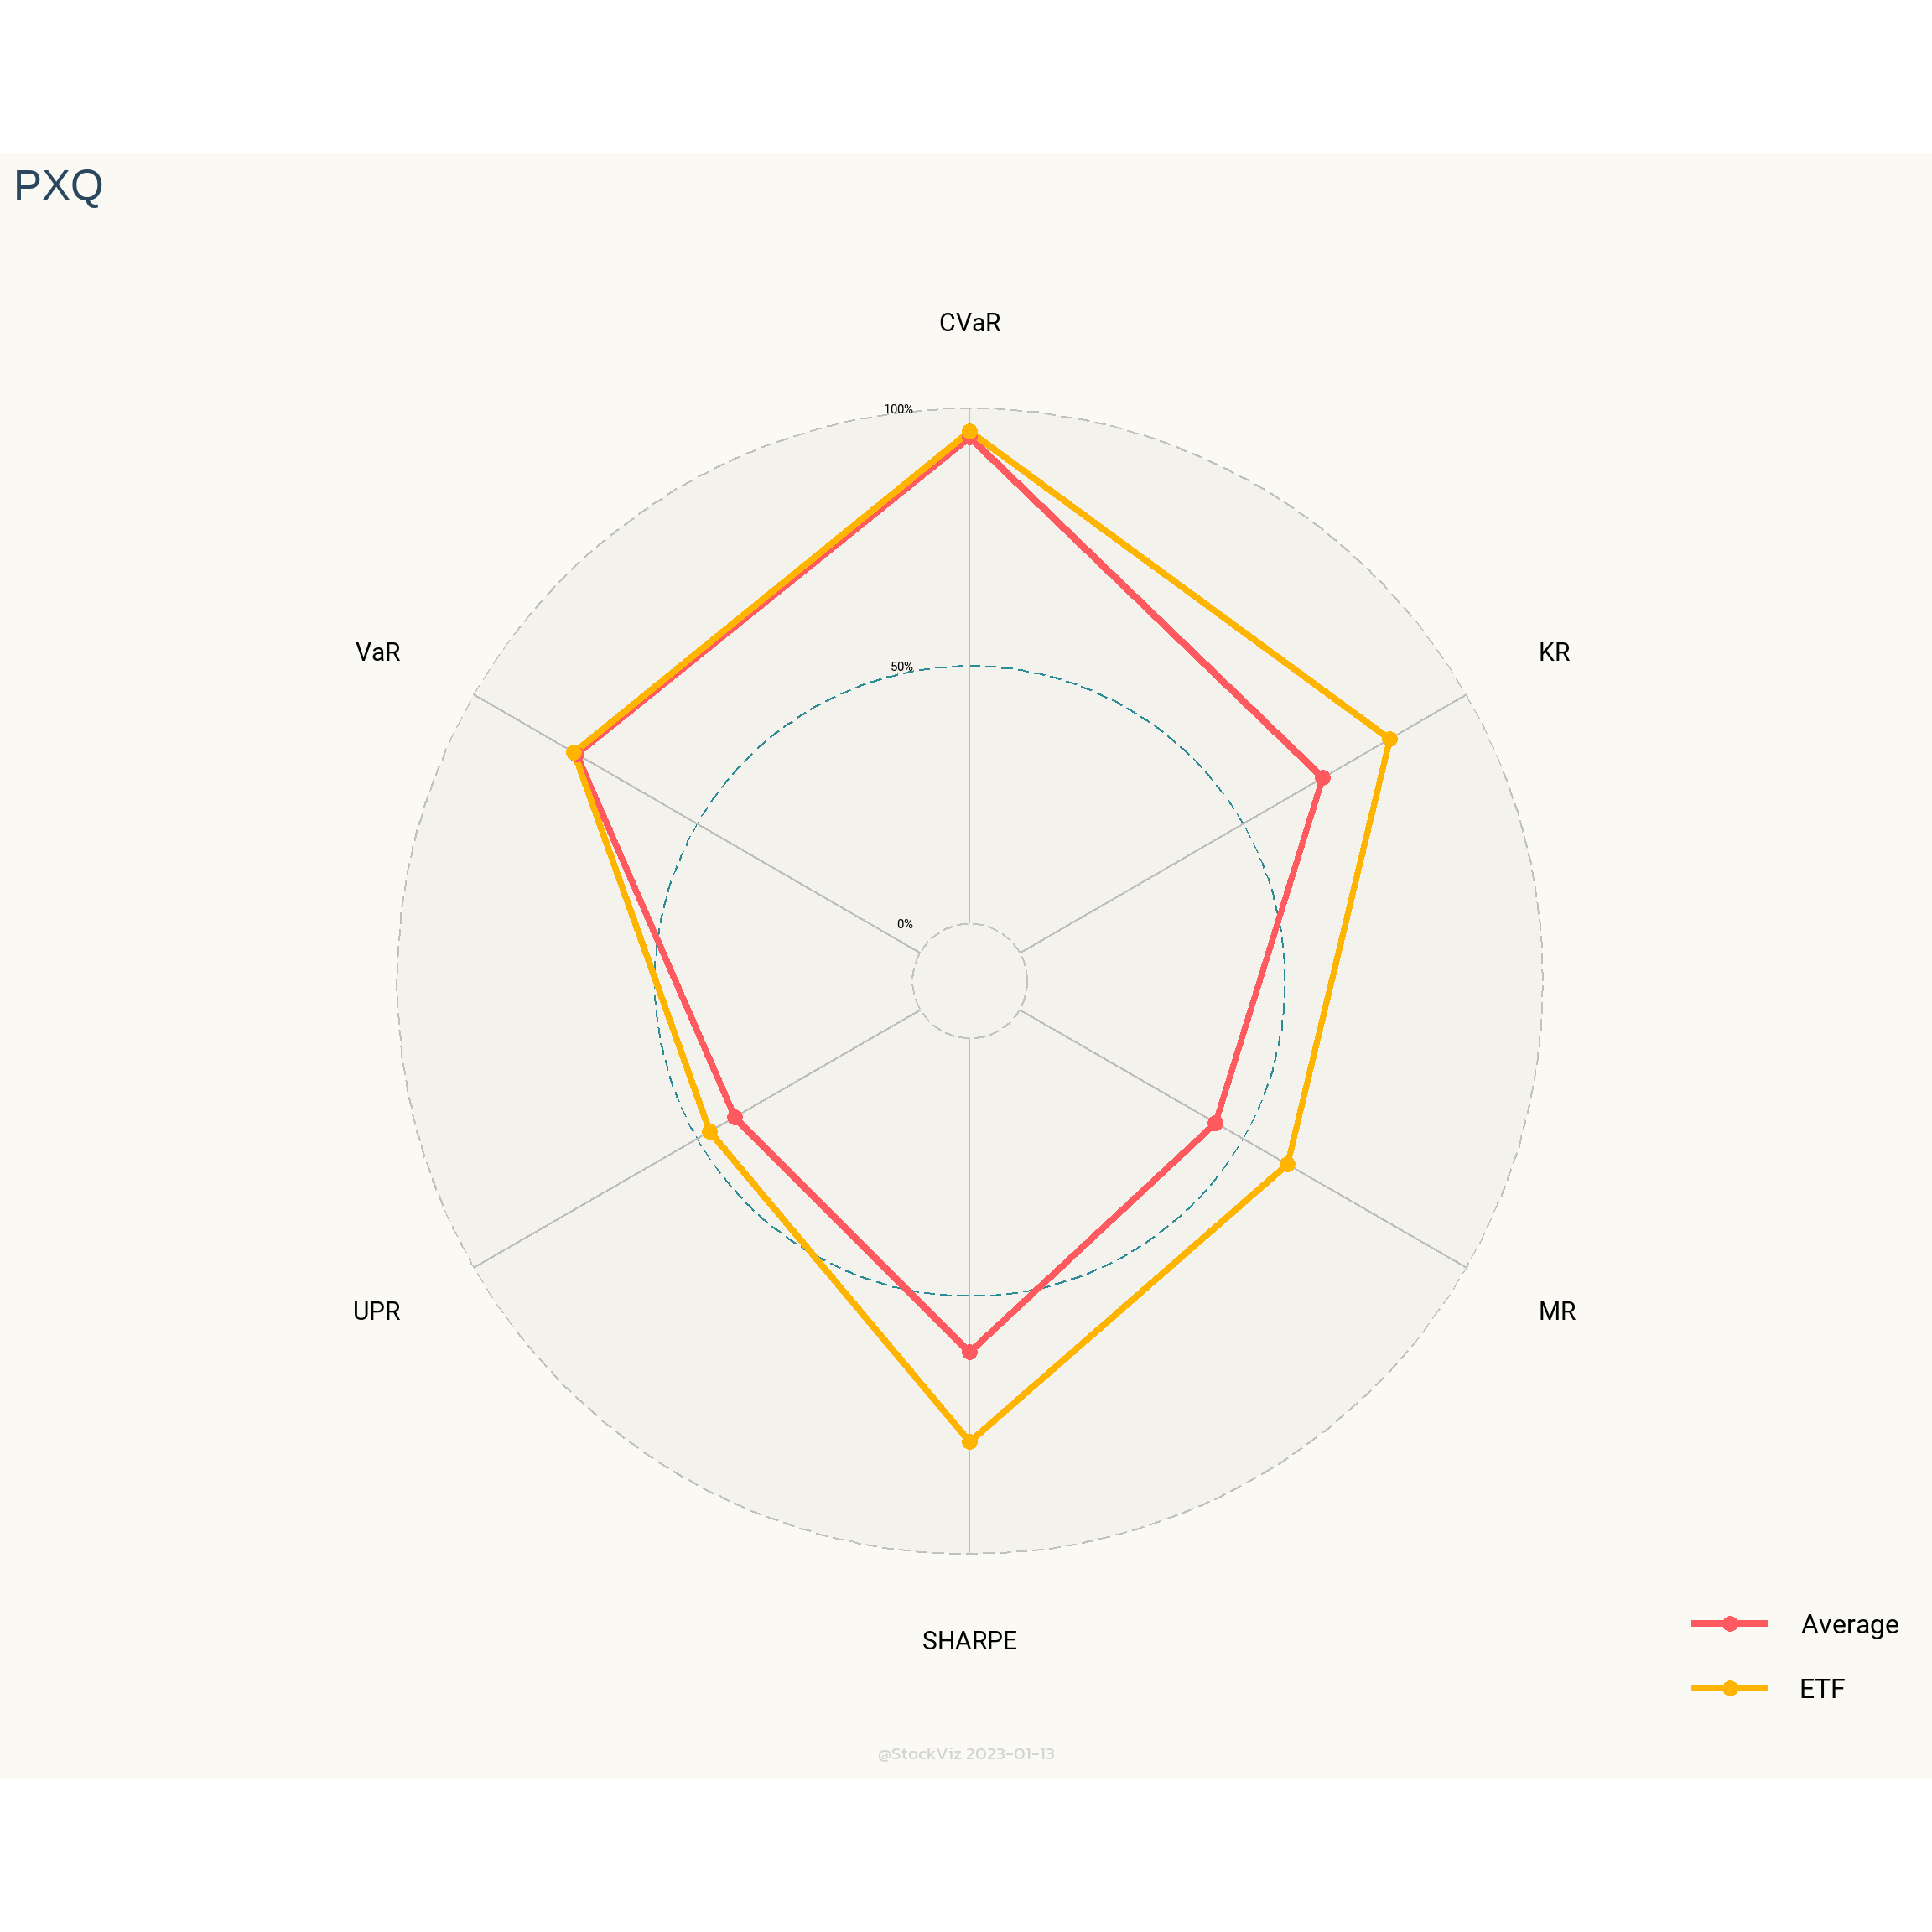 PXQ
CVaR
100%
VaR
KR
50%
0%
UPR
MR
SHARPE
Average
ETF
@StockViz 2023-01-13